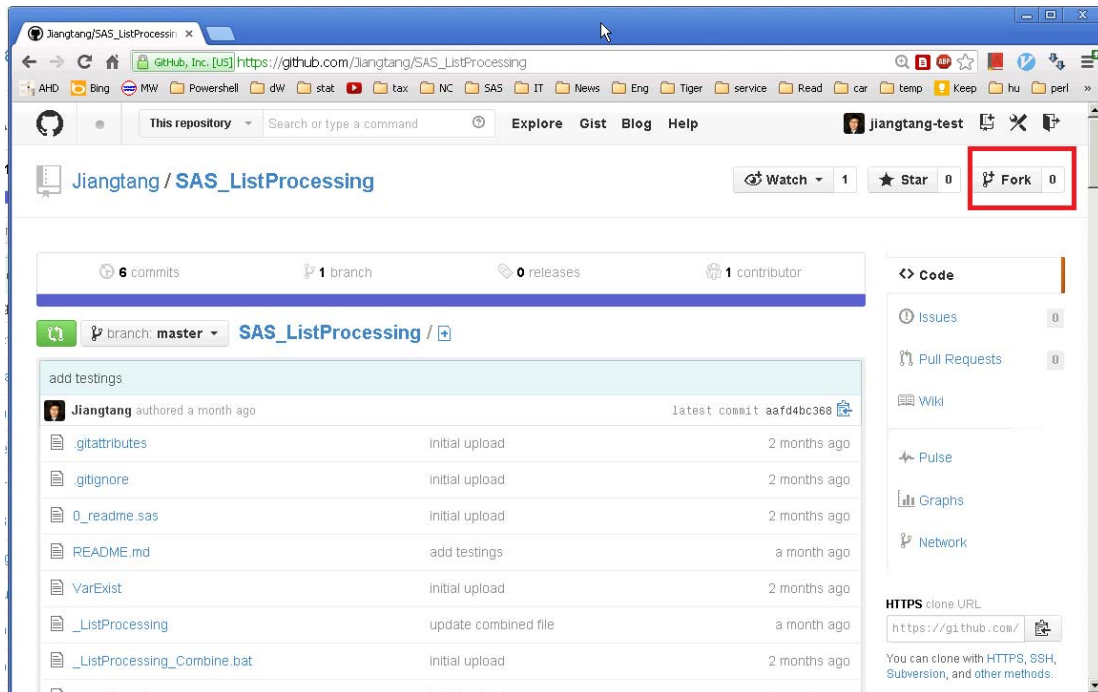 Jiangtang/SAS_ListProcessin
GitHub, Inc. [US] https://github.com/Jiangtang/SAS_ListProcessing
AHD Bing MW Powershell dW stat tax NC SAS IT News Eng Tiger service Read car temp Keep hu perl »
This repository Search or type a command Explore Gist Blog Help jiangtang-test
Jiangtang / SAS_ListProcessing Watch 1 Star 0 Fork 0
6 commits 1 branch 0 releases 1 contributor
<> Code
branch: master SAS_ListProcessing /
Issues 0
add testings
Pull Requests 0
Jiangtang authored a month ago latest commit aafd4bc368
Wiki
.gitattributes initial upload 2 months ago
Pulse
.gitignore initial upload 2 months ago
Graphs
0_readme.sas initial upload 2 months ago
Network
README.md add testings a month ago
VarExist initial upload 2 months ago
HTTPS clone URL
_ListProcessing update combined file a month ago
https://github.com/
_ListProcessing_Combine.bat initial upload 2 months ago
You can clone with HTTPS, SSH,
Subversion, and other methods.